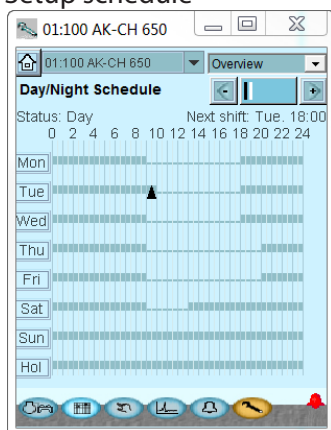 Setup schedule
01:100 AK-CH 650
01:100 AK-CH 650 Overview
Day/Night Schedule
Status: Day Next shift: Tue. 18:00
0 2 4 6 8 10 12 14 16 18 20 22 24
Mon
Tue
Wed
Thu
Fri
Sat
Sun
Hol